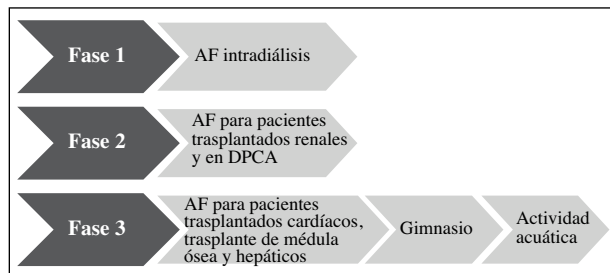 Fase 1
AF intradiálisis
Fase 2
AF para pacientes
trasplantados renales
y en DPCA
Fase 3
AF para pacientes
trasplantados cardíacos,
trasplante de médula
ósea y hepáticos
Gimnasio
Actividad
acuática